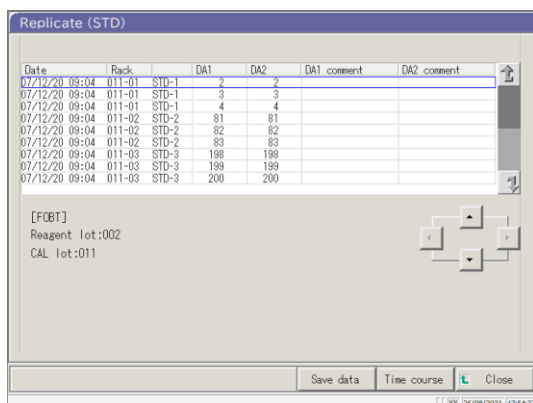 Replicate (STD)
Date Rack DA1 DA2 DA1 comment DA2 comment
07/12/20 09:04 011-01 STD-1 2 2
07/12/20 09:04 011-01 STD-1 3 3
07/12/20 09:04 011-01 STD-1 4 4
07/12/20 09:04 011-02 STD-2 81 81
07/12/20 09:04 011-02 STD-2 82 82
07/12/20 09:04 011-02 STD-2 83 83
07/12/20 09:04 011-03 STD-3 198 198
07/12/20 09:04 011-03 STD-3 199 199
07/12/20 09:04 011-03 STD-3 200 200
[FOBT]
Reagent lot:002
CAL lot:011
Save data Time course Close